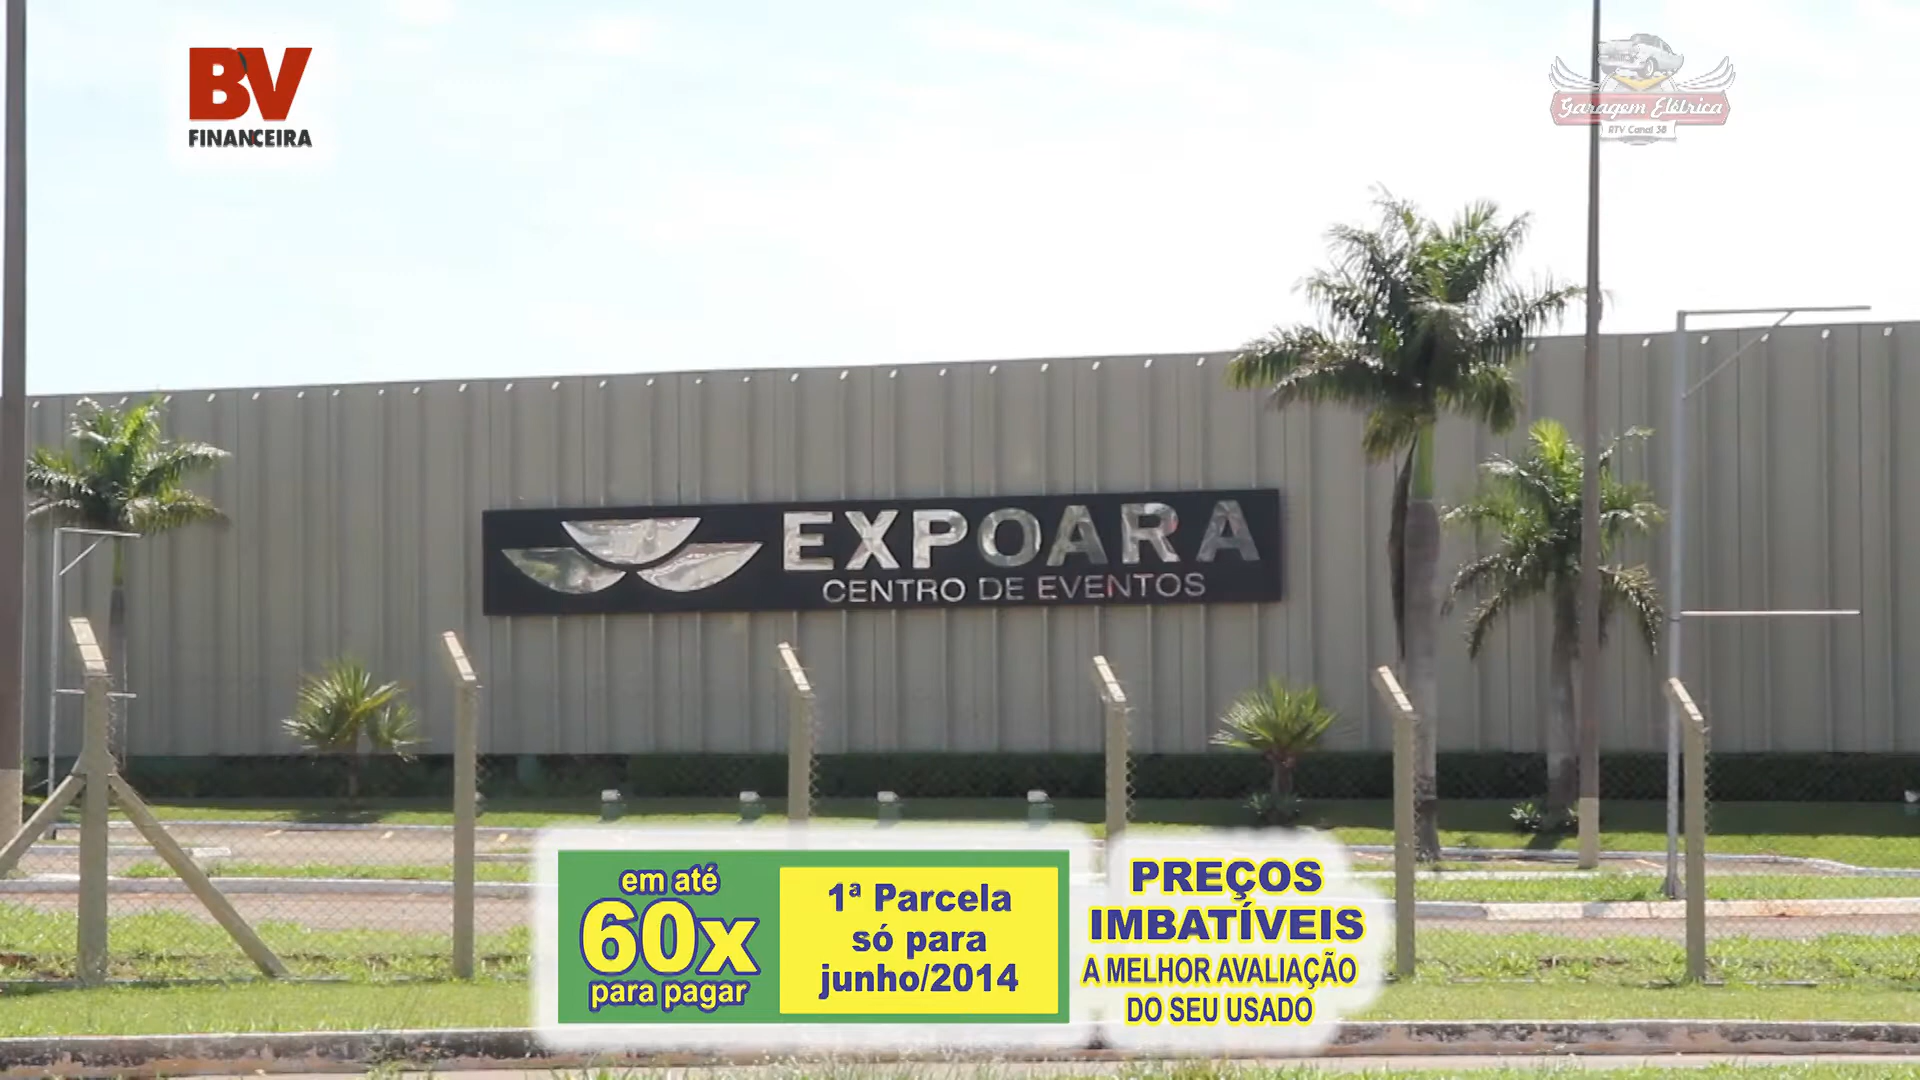 BV
FINANCEIRA
Garagem Elétrica
RTV Canal 38
EXPOARA
CENTRO DE EVENTOS
em até
60x
para pagar
1ª Parcela
só para
junho/2014
PREÇOS
IMBATÍVEIS
A MELHOR AVALIAÇÃO
DO SEU USADO